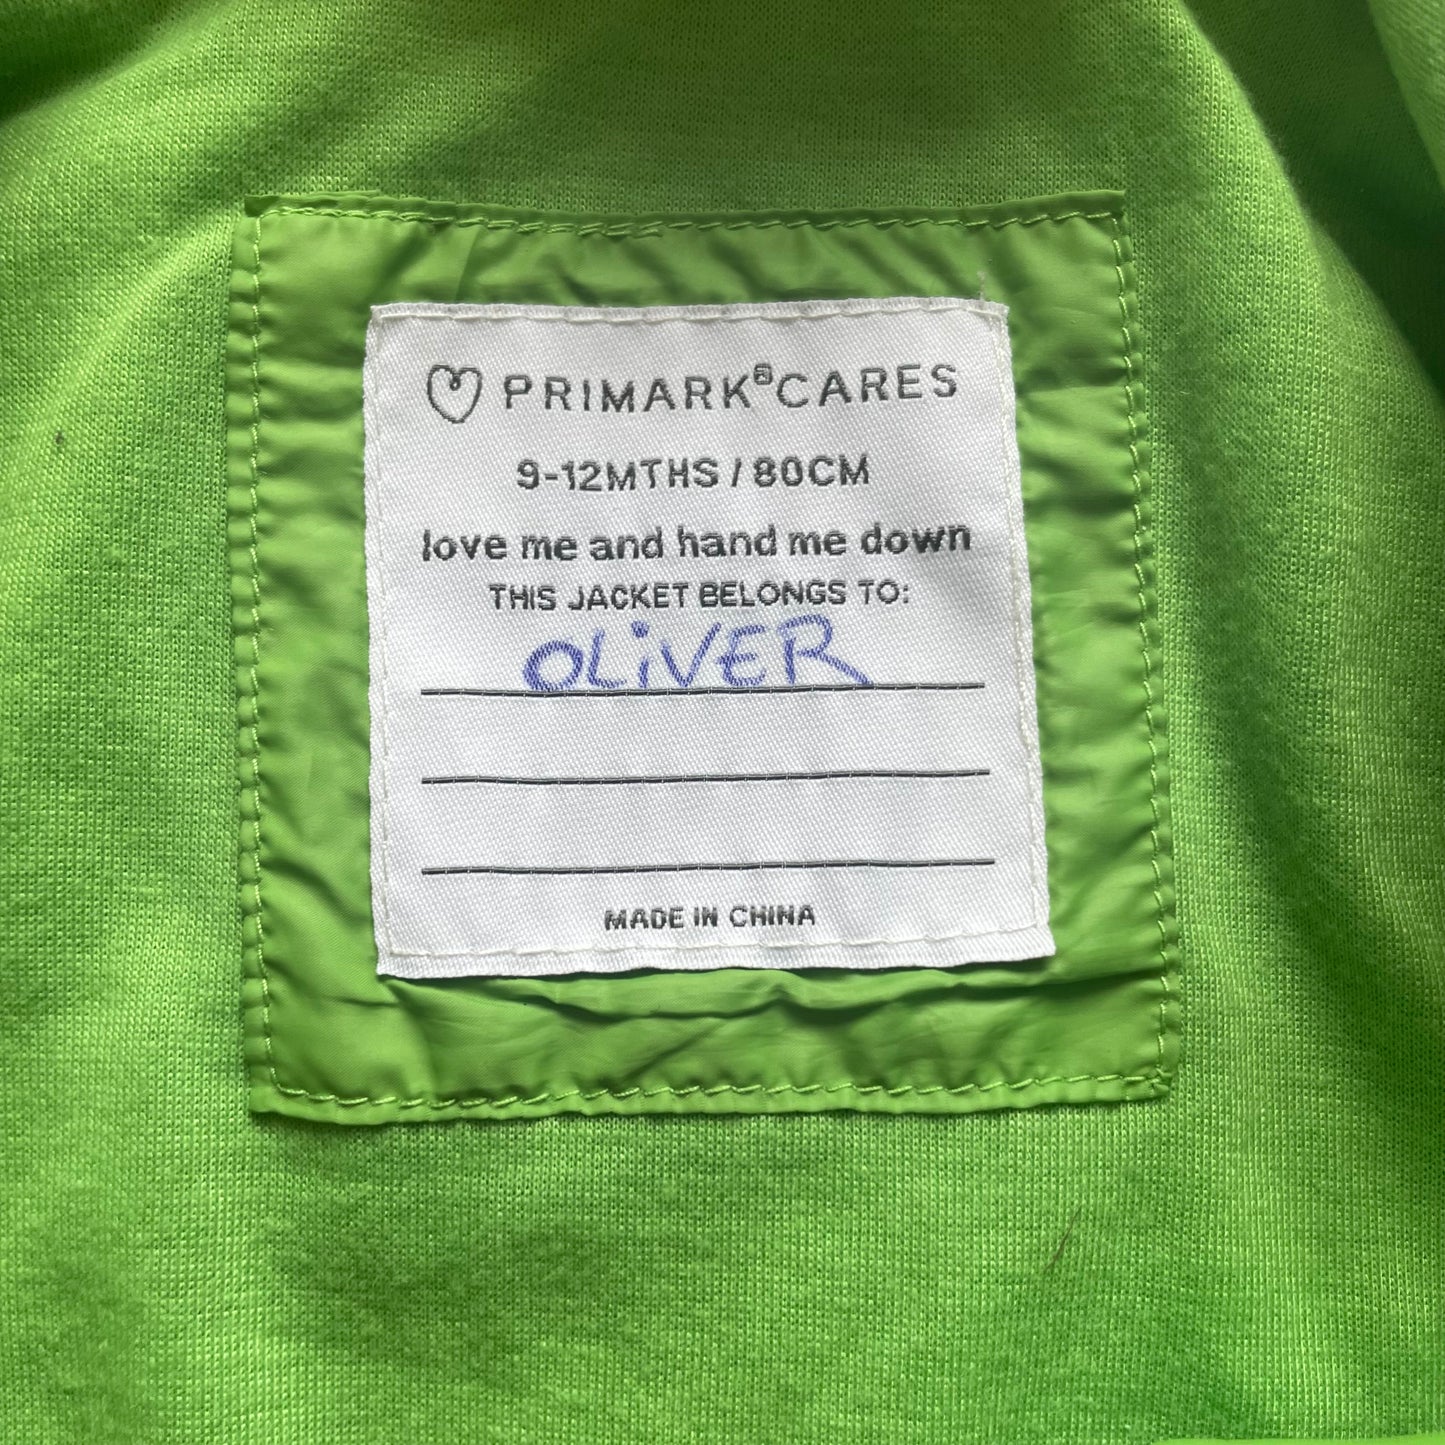 PRIMARK® CARES
9-12MTHS / 80CM
love me and hand me down
THIS JACKET BELONGS TO:
OLiVER
MADE IN CHINA